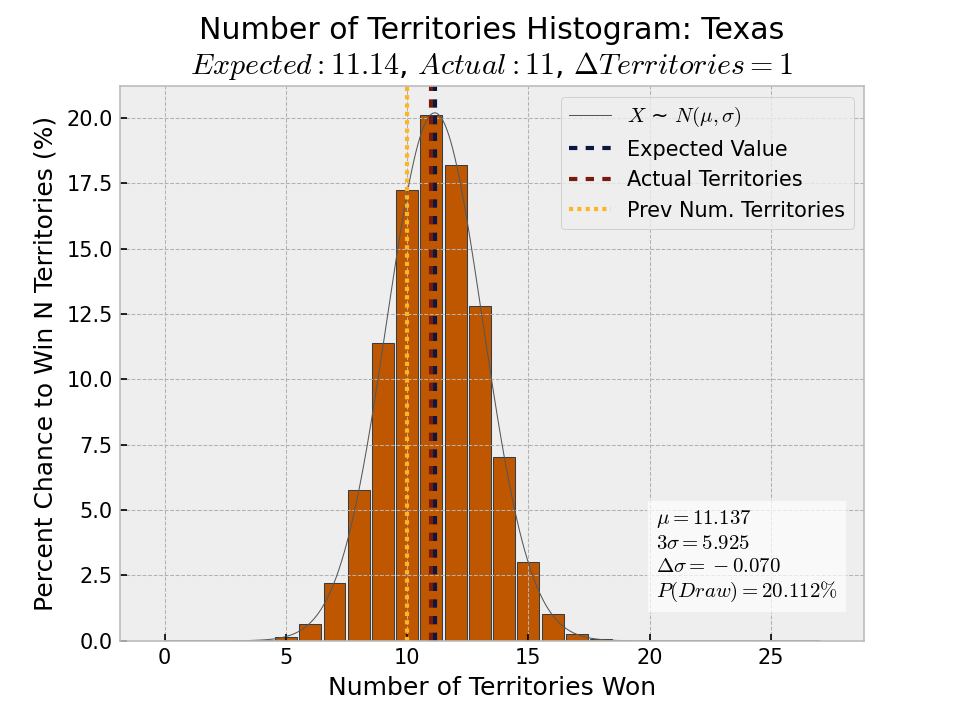 Number of Territories Histogram: Texas
Expected : 11.14, Actual : 11, ΔTerritories = 1
Percent Chance to Win N Territories (%)
20.0
17.5
15.0
12.5
10.0
7.5
5.0
2.5
0.0
X ~ N(μ, σ)
Expected Value
Actual Territories
Prev Num. Territories
μ = 11.137
3σ = 5.925
Δσ = −0.070
P(Draw) = 20.112%
0 5 10 15 20 25
Number of Territories Won